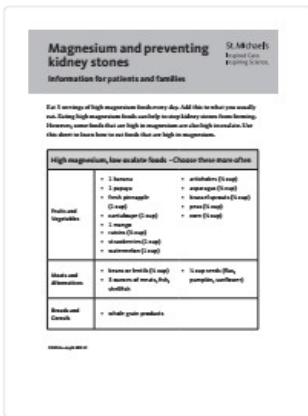 Magnesium and preventing
kidney stones
Information for patients and families
St. Michael's
Inspired Care.
Inspiring Science.
Eat 5 servings of high magnesium foods every day. Add this to what you usually
eat. Eating high magnesium foods can help to stop kidney stones from forming.
However, some foods that are high in magnesium are also high in oxalate. Use
this sheet to learn how to eat foods that are high in magnesium.
High magnesium, low oxalate foods – Choose these more often
Fruits and
Vegetables
• 1 banana
• 1 papaya
• fresh pineapple
(1 cup)
• cantaloupe (1 cup)
• 1 mango
• raisins (¼ cup)
• strawberries (1 cup)
• watermelon (1 cup)
• artichokes (½ cup)
• asparagus (½ cup)
• brussel sprouts (½ cup)
• peas (½ cup)
• corn (½ cup)
Meats and
Alternatives
• beans or lentils (¾ cup)
• 3 ounces of meats, fish,
shellfish
• ¼ cup seeds (flax,
pumpkin, sunflower)
Breads and
Cereals
• whole grain products